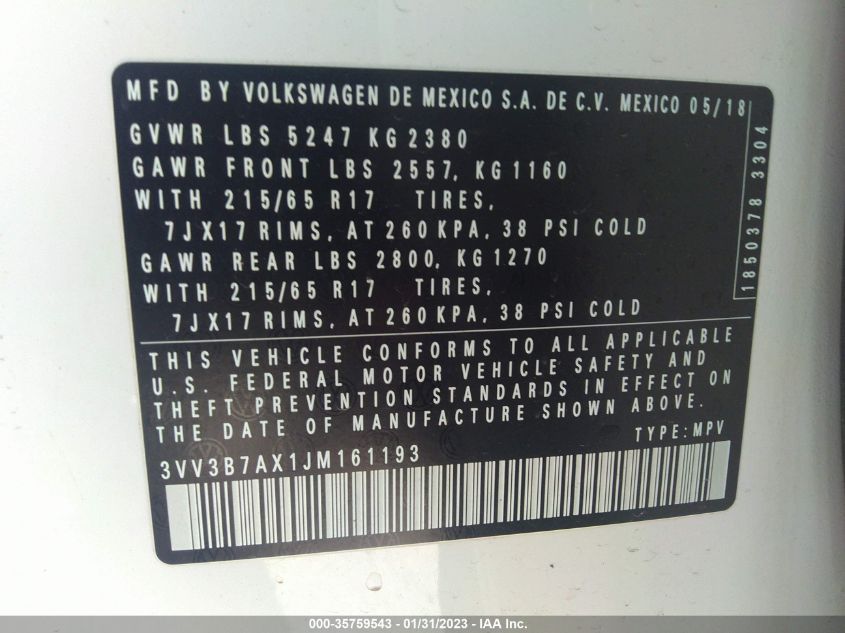 MFD BY VOLKSWAGEN DE MEXICO S.A. DE C.V. MEXICO 05/18
GVWR LBS 5247 KG 2380
GAWR FRONT LBS 2557, KG 1160
WITH 215/65 R17 TIRES,
7JX17 RIMS, AT 260 KPA, 38 PSI COLD
GAWR REAR LBS 2800, KG 1270
WITH 215/65 R17 TIRES,
7JX17 RIMS, AT 260 KPA, 38 PSI COLD
THIS VEHICLE CONFORMS TO ALL APPLICABLE
U.S. FEDERAL MOTOR VEHICLE SAFETY AND
THEFT PREVENTION STANDARDS IN EFFECT ON
THE DATE OF MANUFACTURE SHOWN ABOVE.
TYPE: MPV
3VV3B7AX1JM161193
1850378 3304
000-35759543 - 01/31/2023 - IAA Inc.